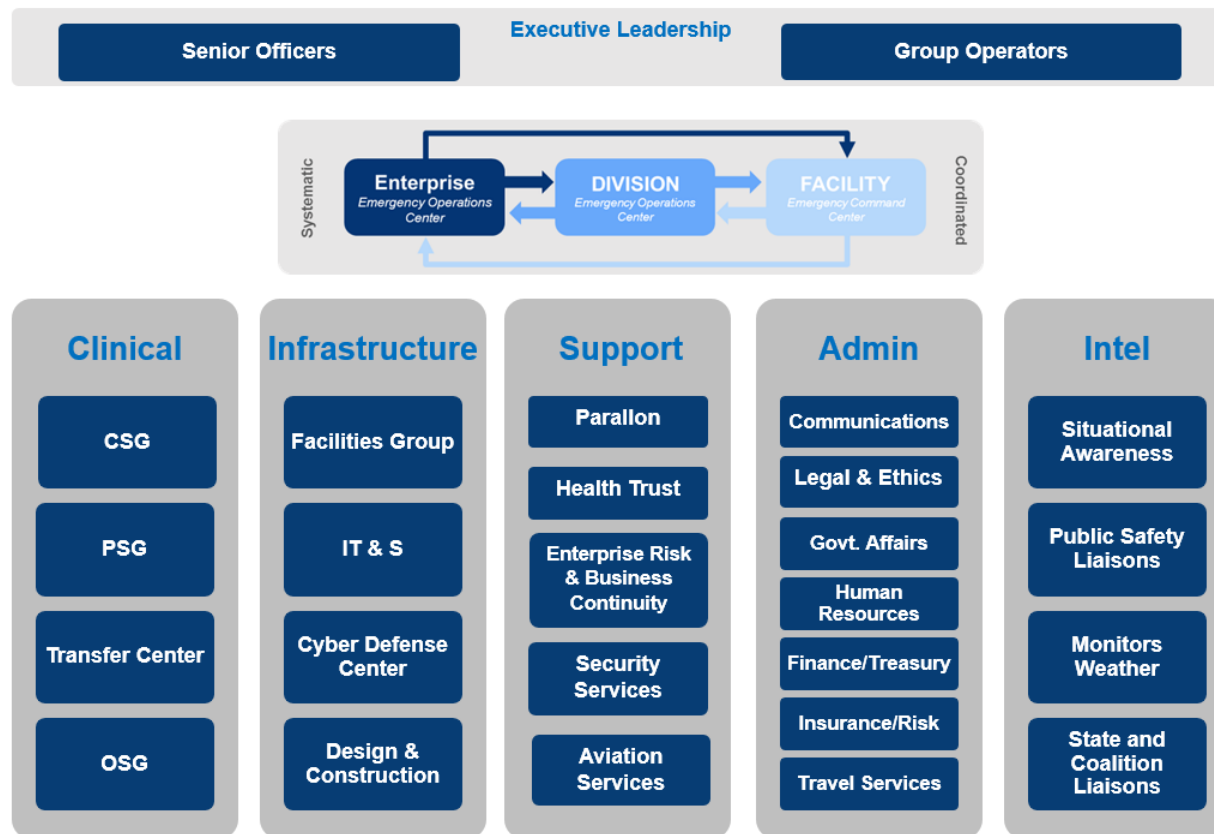 Executive Leadership
Senior Officers
Group Operators
Systematic
Enterprise
Emergency Operations
Center
DIVISION
Emergency Operations
Center
FACILITY
Emergency Command
Center
Coordinated
Clinical
CSG
PSG
Transfer Center
OSG
Infrastructure
Facilities Group
IT & S
Cyber Defense
Center
Design &
Construction
Support
Parallon
Health Trust
Enterprise Risk
& Business
Continuity
Security
Services
Aviation
Services
Admin
Communications
Legal & Ethics
Govt. Affairs
Human
Resources
Finance/Treasury
Insurance/Risk
Travel Services
Intel
Situational
Awareness
Public Safety
Liaisons
Monitors
Weather
State and
Coalition
Liaisons